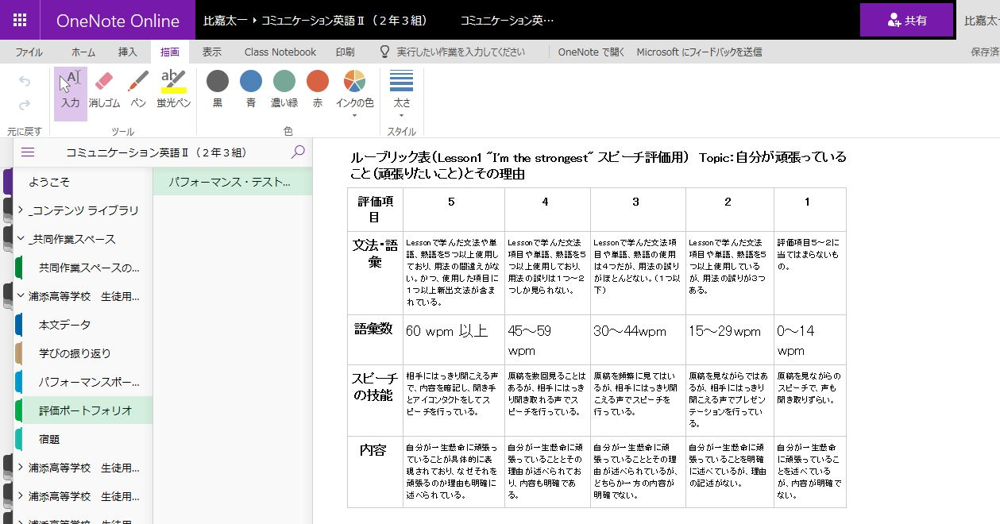 OneNote Online
比嘉太一 ▸ コミュニケーション英語Ⅱ（２年３組）
コミュニケーション英…
共有
比嘉太
ファイル ホーム 挿入 描画 表示 Class Notebook 印刷 実行したい作業を入力してください OneNote で開く Microsoft にフィードバックを送信 保存済
入力 消しゴム ペン 蛍光ペン 黒 青 濃い緑 赤 インクの色 太さ
元に戻す ツール 色 スタイル
コミュニケーション英語Ⅱ（２年３組）
ようこそ
_コンテンツ ライブラリ
_共同作業スペース
共同作業スペースの...
浦添高等学校　生徒用...
本文データ
学びの振り返り
パフォーマンスポー...
評価ポートフォリオ
宿題
浦添高等学校　生徒用...
浦添高等学校　生徒用...
浦添高等学校　生徒用...
パフォーマンス・テスト...
ルーブリック表（Lesson1 "I'm the strongest" スピーチ評価用）　Topic：自分が頑張っている
こと（頑張りたいこと）とその理由
評価項
目
5
4
3
2
1
文法・語
彙
Lessonで学んだ文法や単
語、熟語を5つ以上使用し
ており、用法の間違えがな
い。かつ、使用した項目に
1つ以上新出文法が含ま
れている。
Lessonで学んだ文法
項目や単語、熟語を5
つ以上使用しており、
用法の誤りは1つ～2
つしか見られない。
Lessonで学んだ文法項
目や単語、熟語の使用
は4つだが、用法の誤り
がほとんどない。（1つ以
下）
Lessonで学んだ文法
項目や単語、熟語を5
つ以上使用している
が、用法の誤りが3つ
ある。
評価項目5～2に
当てはまらないも
の。
語彙数
60 wpm 以上
45～59
wpm
30～44wpm
15～29wpm
0～14
wpm
スピーチ
の技能
相手にはっきり聞こえる声
で、内容を暗記し、聞き手
とアイコンタクトをしてス
ピーチを行っている。
原稿を数回見ることは
あるが、相手にはっき
り聞き取れる声でス
ピーチを行っている。
原稿を頻繁に見てはい
るが、相手にはっきり聞
こえる声でスピーチを
行っている。
原稿を見ながらではあ
るが、相手にはっきり
聞こえる声でプレゼン
テーションを行ってい
る。
原稿を見ながらの
スピーチで、声も
聞き取りずらい。
内容
自分が一生懸命に頑張っ
ていることが具体的に表
現されており、なぜそれを
頑張るのか理由も明確に
述べられている。
自分が一生懸命に頑
張っていることとその
理由が述べられてお
り、内容も明確であ
る。
自分が一生懸命に頑
張っていることとその理
由が述べられているが、
どちらか一方の内容が
明確でない。
自分が一生懸命に頑
張っていることを明確
に述べているが、理由
の記述がない。
自分が一生懸命
に頑張っているこ
とを述べている
が、内容が明確で
ない。